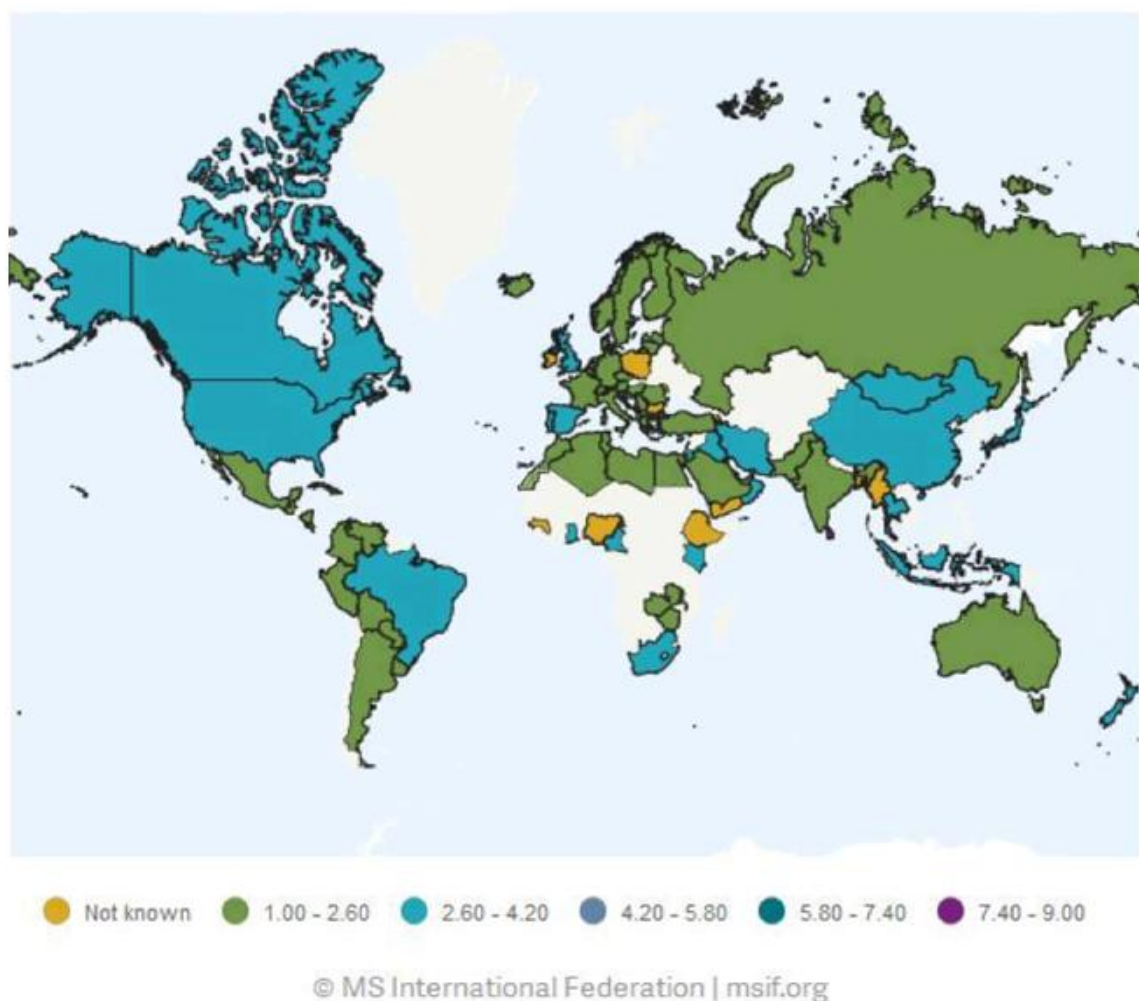 Not known 1.00 - 2.60 2.60 - 4.20 4.20 - 5.80 5.80 - 7.40 7.40 - 9.00
© MS International Federation | msif.org